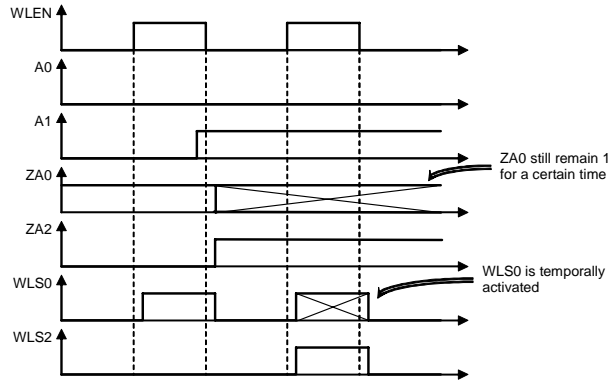 WLEN
A0
A1
ZA0
ZA0 still remain 1
for a certain time
ZA2
WLS0
WLS0 is temporally
activated
WLS2